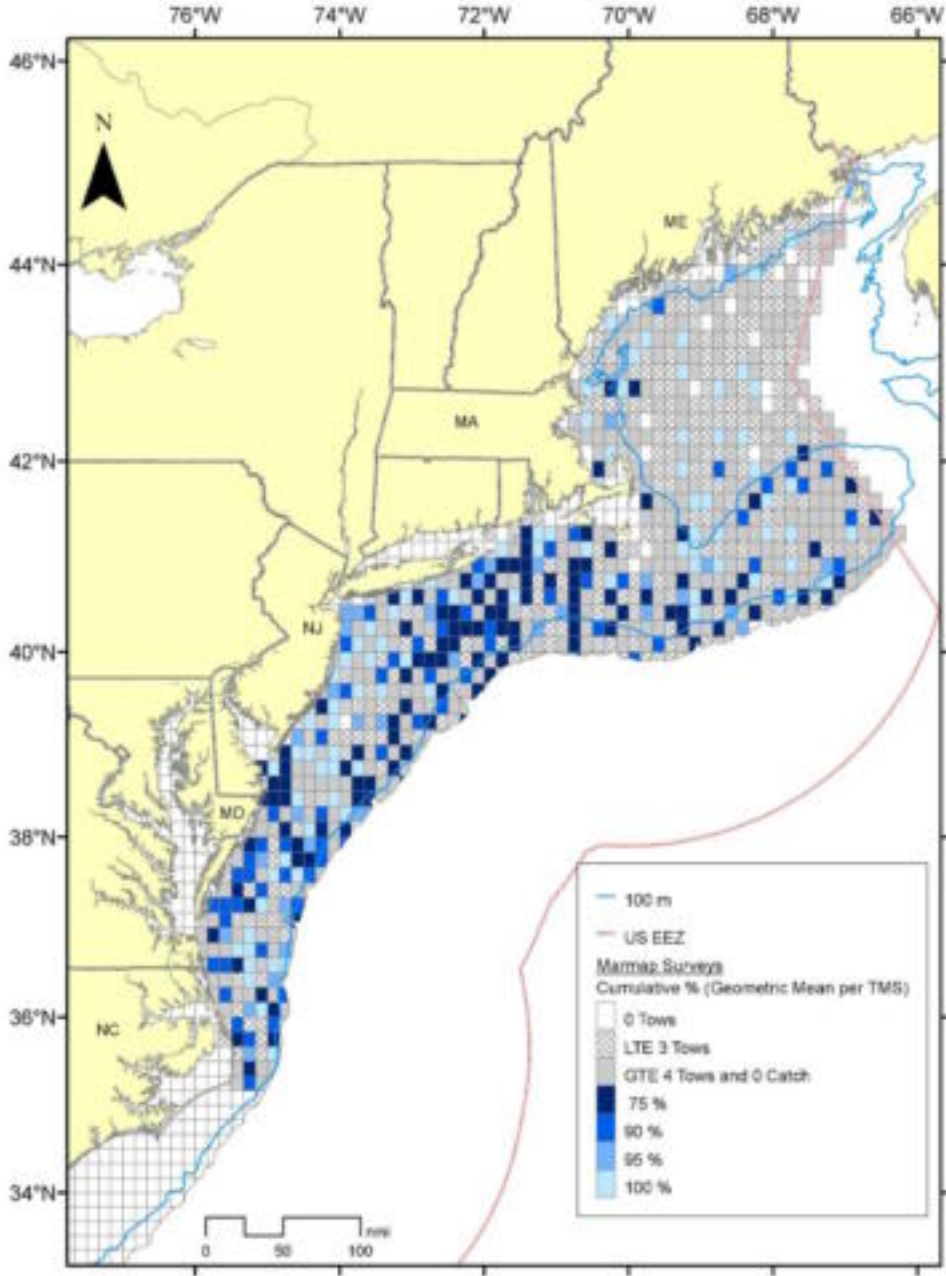 76°W 74°W 72°W 70°W 68°W 66°W
46°N
N
ME
44°N
MA
42°N
NJ
40°N
MD
38°N
100 m
US EEZ
Marmap Surveys
Cumulative % (Geometric Mean per TMS)
0 Tows
LTE 3 Tows
GTE 4 Tows and 0 Catch
75 %
90 %
95 %
100 %
36°N
NC
34°N
nmi
0 50 100